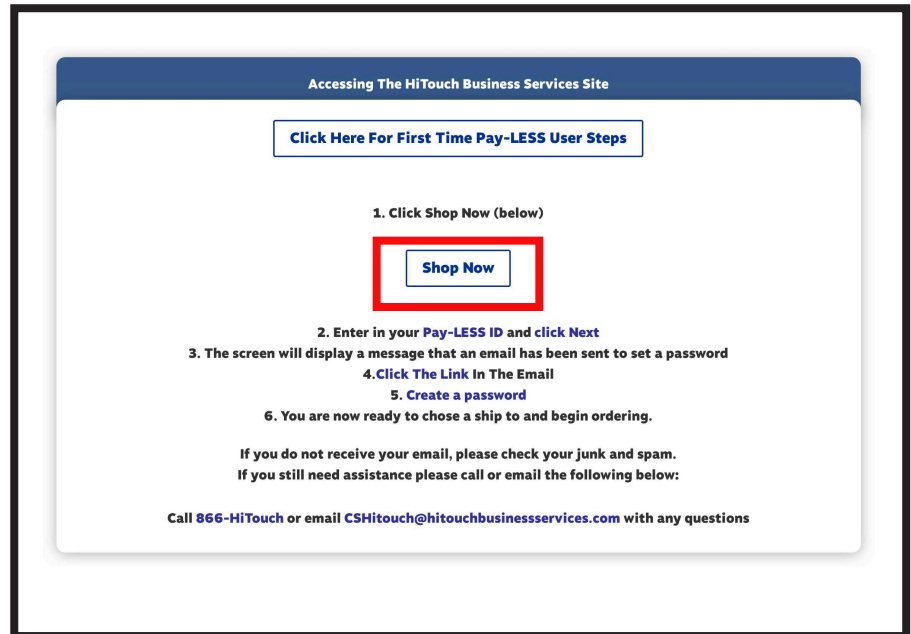 Accessing The HiTouch Business Services Site
Click Here For First Time Pay-LESS User Steps
1. Click Shop Now (below)
Shop Now
2. Enter in your Pay-LESS ID and click Next
3. The screen will display a message that an email has been sent to set a password
4.Click The Link In The Email
5. Create a password
6. You are now ready to chose a ship to and begin ordering.
If you do not receive your email, please check your junk and spam.
If you still need assistance please call or email the following below:
Call 866-HiTouch or email CSHitouch@hitouchbusinessservices.com with any questions